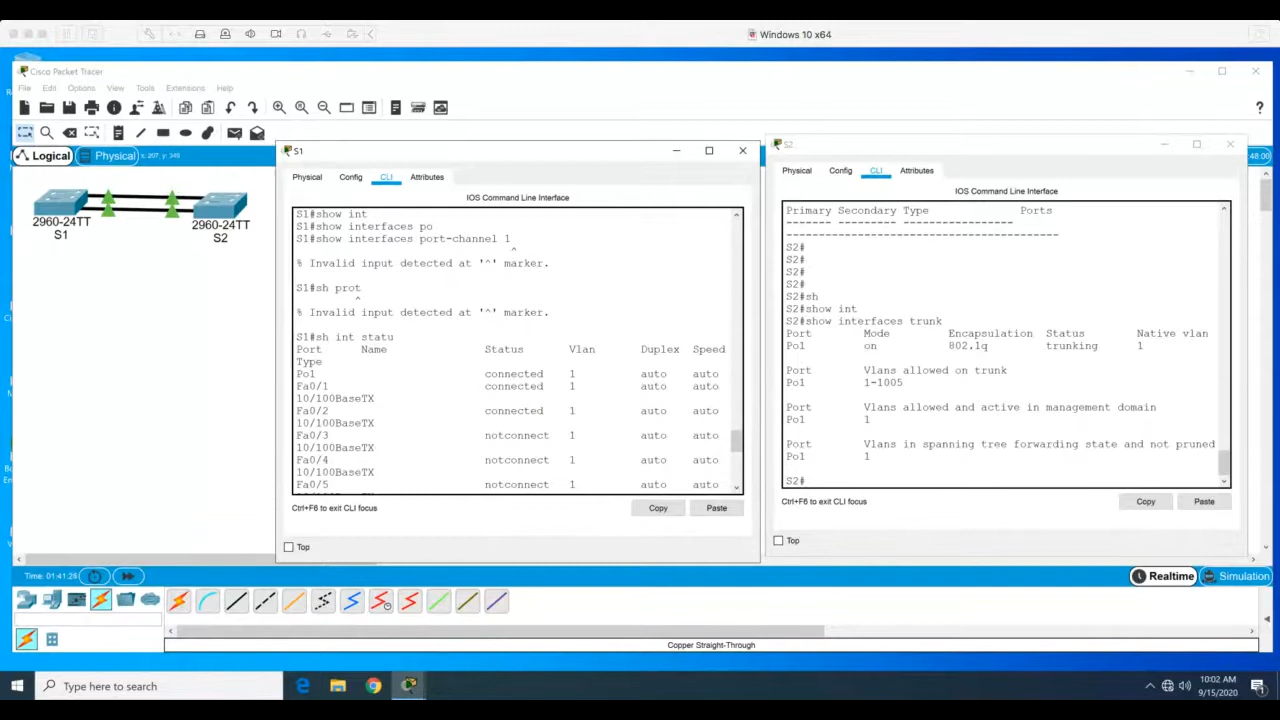 Windows 10 x64
Cisco Packet Tracer
File Edit Options View Tools Extensions Help
?
Logical Physical x: 207, y: 349
:48:00
2960-24TT
S1
2960-24TT
S2
S1
Physical Config CLI Attributes
IOS Command Line Interface
S1#show int
S1#show interfaces po
S1#show interfaces port-channel 1
^
% Invalid input detected at '^' marker.
S1#sh prot
^
% Invalid input detected at '^' marker.
S1#sh int statu
Port Name Status Vlan Duplex Speed
Type
Po1 connected 1 auto auto
Fa0/1 connected 1 auto auto
10/100BaseTX
Fa0/2 connected 1 auto auto
10/100BaseTX
Fa0/3 notconnect 1 auto auto
10/100BaseTX
Fa0/4 notconnect 1 auto auto
10/100BaseTX
Fa0/5 notconnect 1 auto auto
Ctrl+F6 to exit CLI focus
Copy Paste
Top
S2
Physical Config CLI Attributes
IOS Command Line Interface
Primary Secondary Type Ports
------- --------- ----------------- ------------------------------------------
S2#
S2#
S2#
S2#
S2#sh
S2#show int
S2#show interfaces trunk
Port Mode Encapsulation Status Native vlan
Po1 on 802.1q trunking 1
Port Vlans allowed on trunk
Po1 1-1005
Port Vlans allowed and active in management domain
Po1 1
Port Vlans in spanning tree forwarding state and not pruned
Po1 1
S2#
Ctrl+F6 to exit CLI focus
Copy Paste
Top
Time: 01:41:28
Realtime Simulation
Copper Straight-Through
Type here to search
10:02 AM
9/15/2020